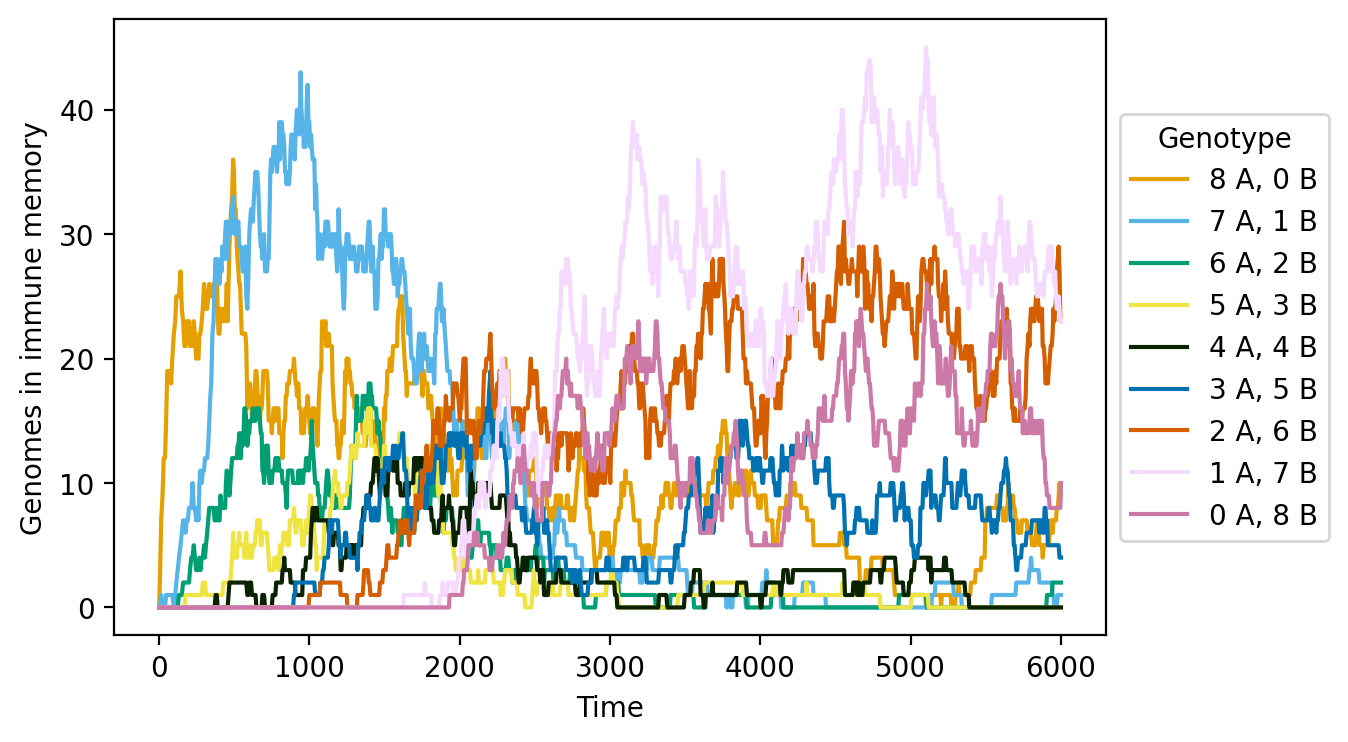 Genomes in immune memory
40
30
20
10
0
0 1000 2000 3000 4000 5000 6000
Time
Genotype
8 A, 0 B
7 A, 1 B
6 A, 2 B
5 A, 3 B
4 A, 4 B
3 A, 5 B
2 A, 6 B
1 A, 7 B
0 A, 8 B